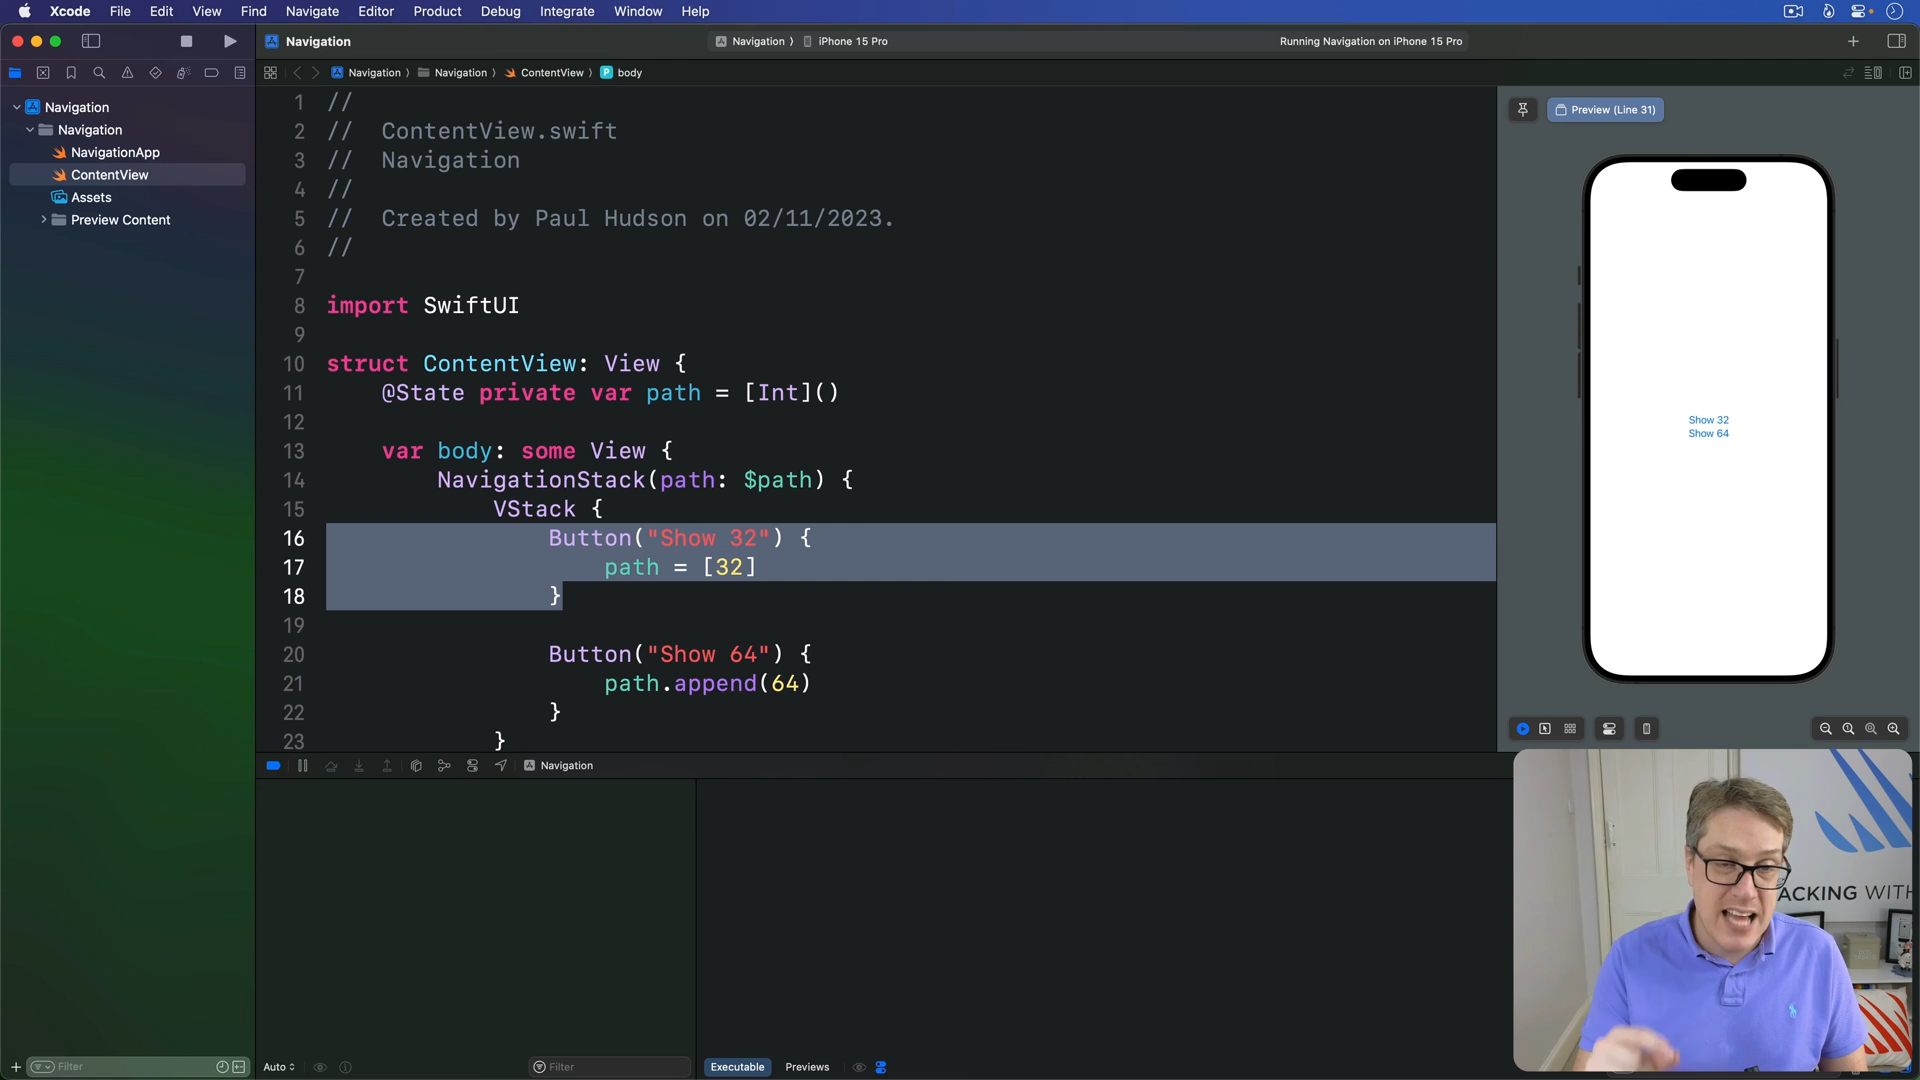 Xcode File Edit View Find Navigate Editor Product Debug Integrate Window Help
Navigation
Navigation iPhone 15 Pro
Running Navigation on iPhone 15 Pro
Navigation Navigation ContentView body
Navigation
Navigation
NavigationApp
ContentView
Assets
Preview Content
1 //
2 // ContentView.swift
3 // Navigation
4 //
5 // Created by Paul Hudson on 02/11/2023.
6 //
7
8 import SwiftUI
9
10 struct ContentView: View {
11 @State private var path = [Int]()
12
13 var body: some View {
14 NavigationStack(path: $path) {
15 VStack {
16 Button("Show 32") {
17 path = [32]
18 }
19
20 Button("Show 64") {
21 path.append(64)
22 }
23 }
Preview (Line 31)
Show 32
Show 64
Navigation
ACKING WITH
Filter
Auto
Filter
Executable
Previews